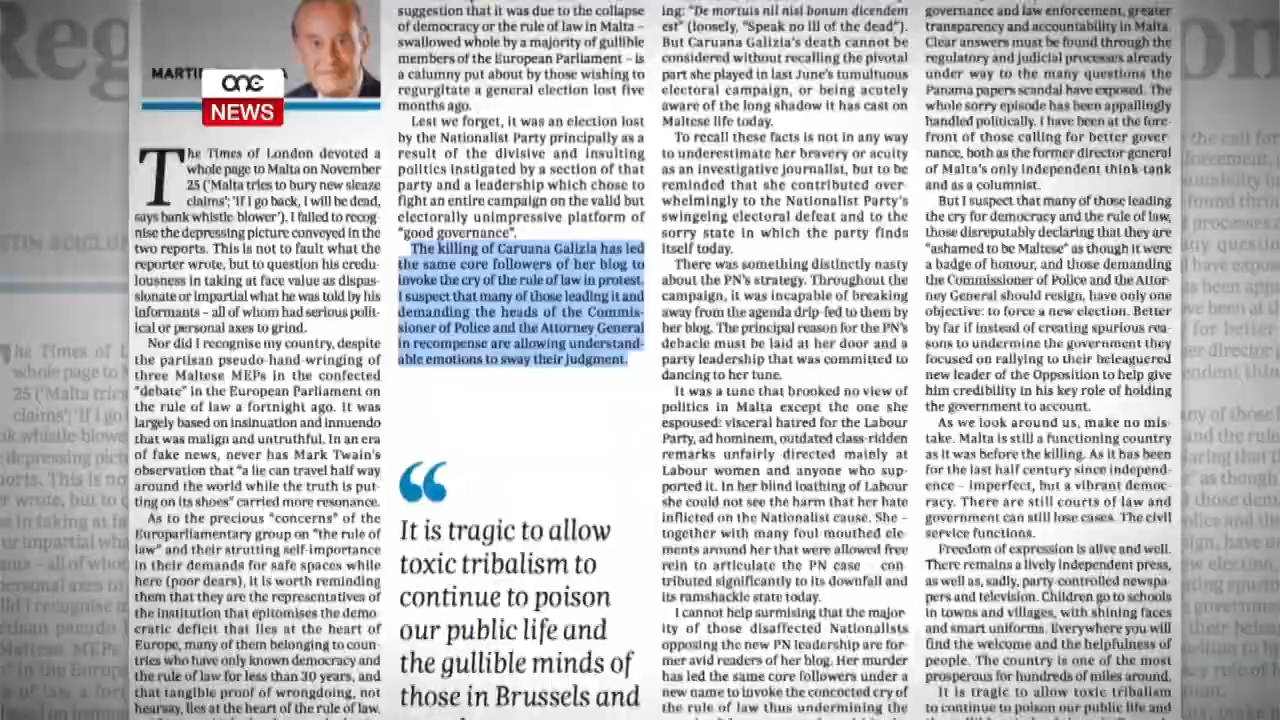 MARTI
one
NEWS
The Times of London devoted a
whole page to Malta on November
25 ('Malta tries to bury new sleaze
claims'; 'If I go back, I will be dead,
says bank whistle-blower'). I failed to recog-
nise the depressing picture conveyed in the
two reports. This is not to fault what the
reporter wrote, but to question his credu-
lousness in taking at face value as dispas-
sionate or impartial what he was told by his
informants – all of whom had serious polit-
ical or personal axes to grind.
Nor did I recognise my country, despite
the partisan pseudo-hand-wringing of
three Maltese MEPs in the confected
"debate" in the European Parliament on
the rule of law a fortnight ago. It was
largely based on insinuation and innuendo
that was malign and untruthful. In an era
of fake news, never has Mark Twain's
observation that "a lie can travel half way
around the world while the truth is put-
ting on its shoes" carried more resonance.
As to the precious "concerns" of the
Europarliamentary group on "the rule of
law" and their strutting self-importance
in their demands for safe spaces while
here (poor dears), it is worth reminding
them that they are the representatives of
the institution that epitomises the demo-
cratic deficit that lies at the heart of
Europe, many of them belonging to coun-
tries who have only known democracy and
the rule of law for less than 30 years, and
that tangible proof of wrongdoing, not
hearsay, lies at the heart of the rule of law.
suggestion that it was due to the collapse
of democracy or the rule of law in Malta –
swallowed whole by a majority of gullible
members of the European Parliament – is
a calumny put about by those wishing to
regurgitate a general election lost five
months ago.
Lest we forget, it was an election lost
by the Nationalist Party principally as a
result of the divisive and insulting
politics instigated by a section of that
party and a leadership which chose to
fight an entire campaign on the valid but
electorally unimpressive platform of
"good governance".
The killing of Caruana Galizia has led
the same core followers of her blog to
invoke the cry of the rule of law in protest.
I suspect that many of those leading it and
demanding the heads of the Commis-
sioner of Police and the Attorney General
in recompense are allowing understand-
able emotions to sway their judgment.
“
It is tragic to allow
toxic tribalism to
continue to poison
our public life and
the gullible minds of
those in Brussels and
ing: "De mortuis nil nisi bonum dicendem
est" (loosely, "Speak no ill of the dead").
But Caruana Galizia's death cannot be
considered without recalling the pivotal
part she played in last June's tumultuous
electoral campaign, or being acutely
aware of the long shadow it has cast on
Maltese life today.
To recall these facts is not in any way
to underestimate her bravery or acuity
as an investigative journalist, but to be
reminded that she contributed over-
whelmingly to the Nationalist Party's
swingeing electoral defeat and to the
sorry state in which the party finds
itself today.
There was something distinctly nasty
about the PN's strategy. Throughout the
campaign, it was incapable of breaking
away from the agenda drip-fed to them by
her blog. The principal reason for the PN's
debacle must be laid at her door and a
party leadership that was committed to
dancing to her tune.
It was a tune that brooked no view of
politics in Malta except the one she
espoused: visceral hatred for the Labour
Party, ad hominem, outdated class-ridden
remarks unfairly directed mainly at
Labour women and anyone who sup-
ported it. In her blind loathing of Labour
she could not see the harm that her hate
inflicted on the Nationalist cause. She –
together with many foul mouthed ele-
ments around her that were allowed free
rein to articulate the PN case – con-
tributed significantly to its downfall and
its ramshackle state today.
I cannot help surmising that the major-
ity of those disaffected Nationalists
opposing the new PN leadership are for-
mer avid readers of her blog. Her murder
has led the same core followers under a
new name to invoke the concocted cry of
the rule of law thus undermining the
governance and law enforcement, greater
transparency and accountability in Malta.
Clear answers must be found through the
regulatory and judicial processes already
under way to the many questions the
Panama papers scandal have exposed. The
whole sorry episode has been appallingly
handled politically. I have been at the fore-
front of those calling for better gover-
nance, both as the former director general
of Malta's only independent think-tank
and as a columnist.
But I suspect that many of those leading
the cry for democracy and the rule of law,
those disreputably declaring that they are
"ashamed to be Maltese" as though it were
a badge of honour, and those demanding
the Commissioner of Police and the Attor-
ney General should resign, have only one
objective: to force a new election. Better
by far if instead of creating spurious rea-
sons to undermine the government they
focused on rallying to their beleaguered
new leader of the Opposition to help give
him credibility in his key role of holding
the government to account.
As we look around us, make no mis-
take. Malta is still a functioning country
as it was before the killing. As it has been
for the last half century since independ-
ence – imperfect, but a vibrant democ-
racy. There are still courts of law and
government can still lose cases. The civil
service functions.
Freedom of expression is alive and well.
There remains a lively independent press,
as well as, sadly, party-controlled newspa-
pers and television. Children go to schools
in towns and villages, with shining faces
and smart uniforms. Everywhere you will
find the welcome and the helpfulness of
people. The country is one of the most
prosperous for hundreds of miles around.
It is tragic to allow toxic tribalism
to continue to poison our public life and